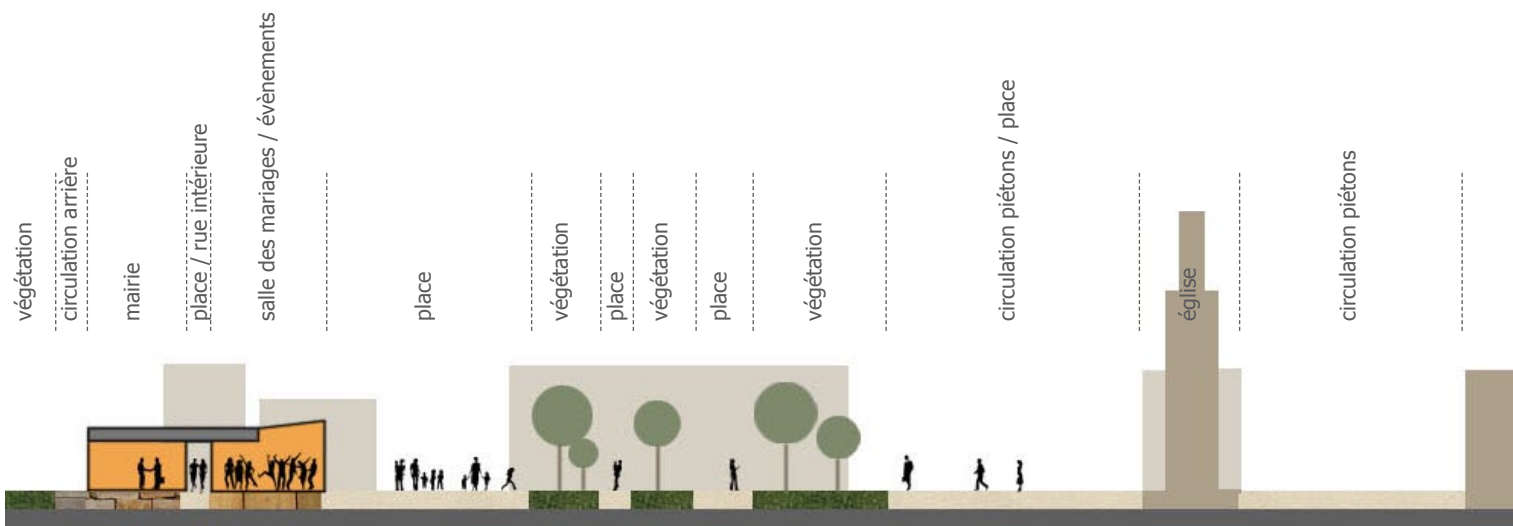 végétation
circulation arrière
mairie
place / rue intérieure
salle des mariages / évènements
place
végétation
place
végétation
place
végétation
circulation piétons / place
église
circulation piétons